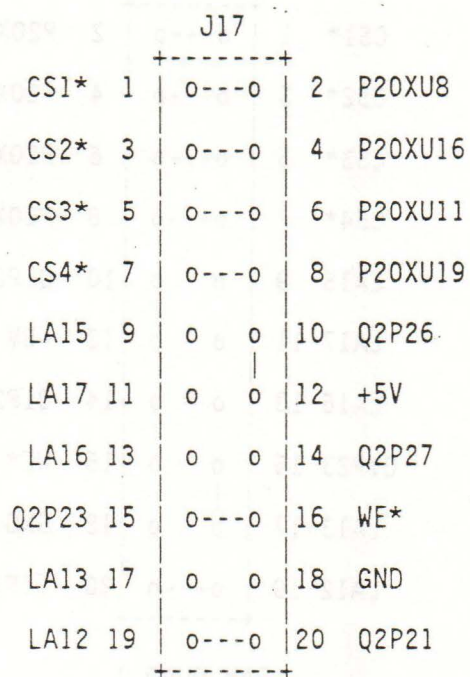 J17
+---------+
CS1* 1 | o---o | 2 P20XU8
CS2* 3 | o---o | 4 P20XU16
CS3* 5 | o---o | 6 P20XU11
CS4* 7 | o---o | 8 P20XU19
LA15 9 | o o | 10 Q2P26
|
LA17 11 | o o | 12 +5V
LA16 13 | o o | 14 Q2P27
Q2P23 15 | o---o | 16 WE*
LA13 17 | o o | 18 GND
LA12 19 | o---o | 20 Q2P21
+---------+